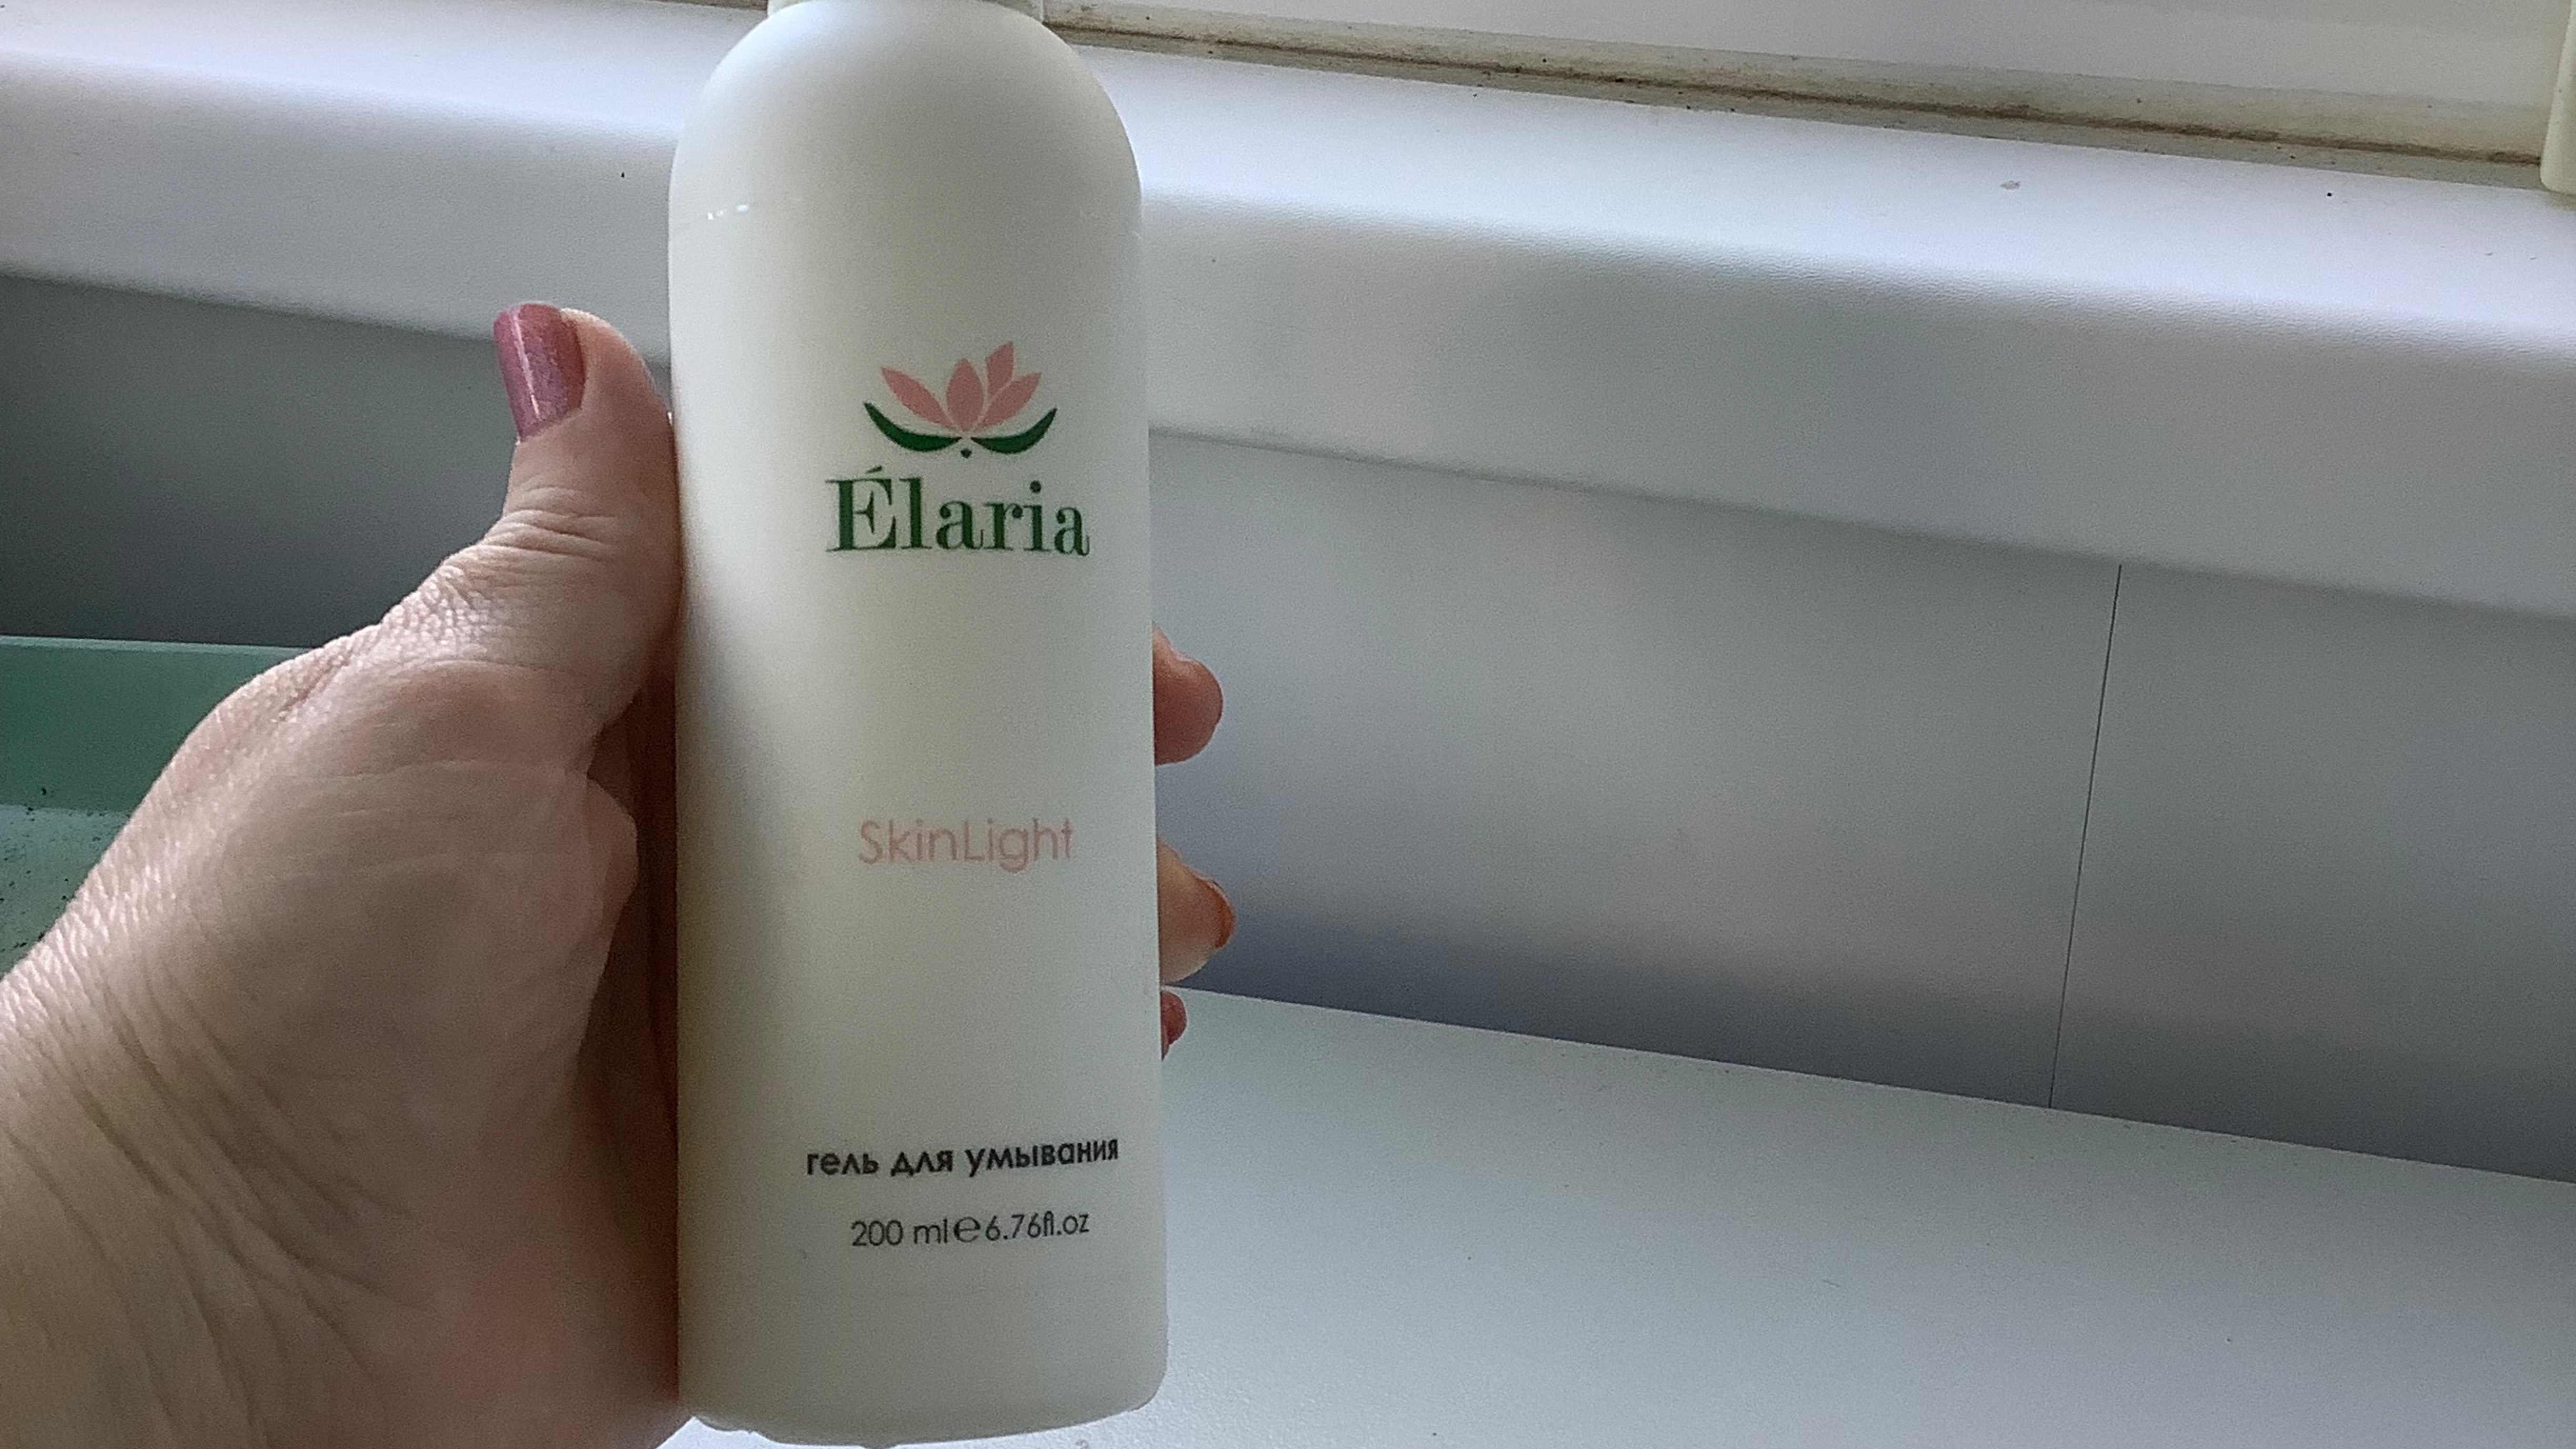 Élaria
SkinLight
гель для умывания
200 ml℮6.76fl.oz